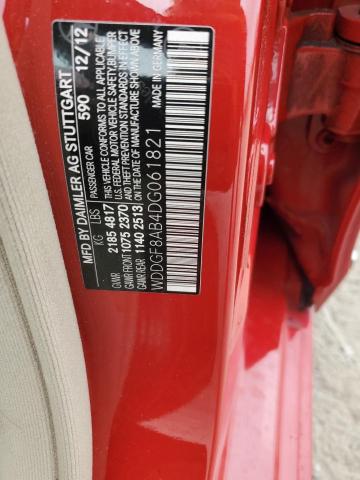 MFD BY DAIMLER AG STUTTGART
PASSENGER CAR 590 12/12
KG LBS
GVWR 2185 4817
GAWR FRONT 1075 2370
GAWR REAR 1140 2513
THIS VEHICLE CONFORMS TO ALL APPLICABLE
U.S. FEDERAL MOTOR VEHICLE SAFETY, BUMPER
AND THEFT PREVENTION STANDARDS IN EFFECT
ON THE DATE OF MANUFACTURE SHOWN ABOVE.
WDDGF8AB4DG061821
MADE IN GERMANY